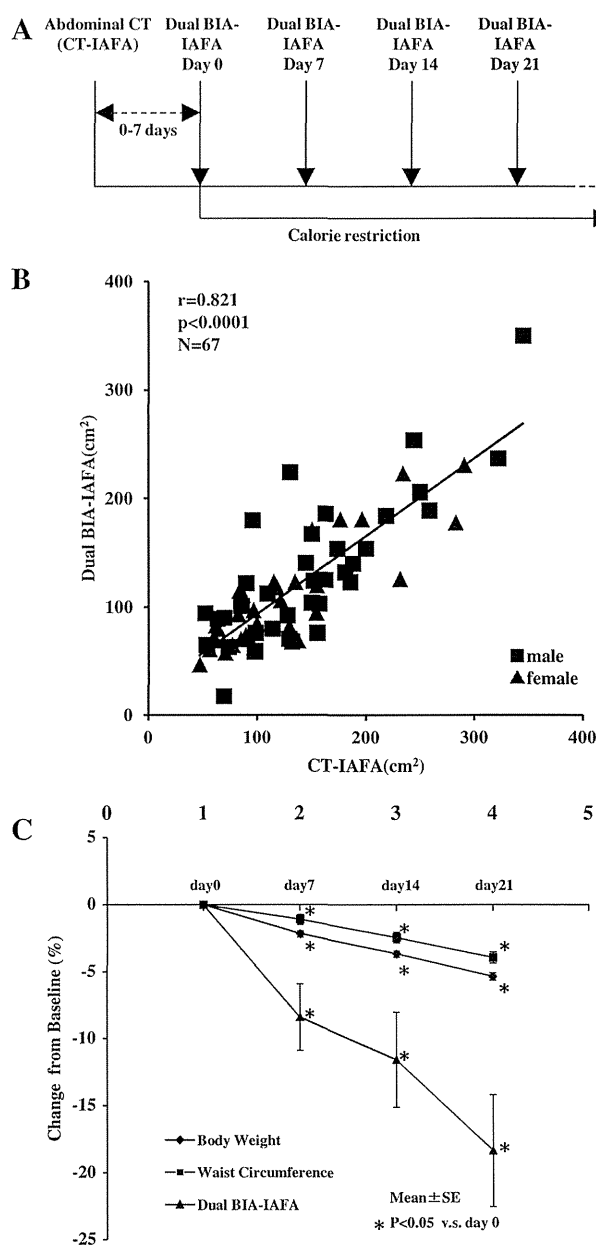 A
Abdominal CT
(CT-IAFA)
Dual BIA-
IAFA
Day 0
Dual BIA-
IAFA
Day 7
Dual BIA-
IAFA
Day 14
Dual BIA-
IAFA
Day 21
0-7 days
Calorie restriction
B
400
300
200
100
0
Dual BIA-IAFA(cm²)
r=0.821
p<0.0001
N=67
male
female
0 100 200 300 400
CT-IAFA(cm²)
C
0 1 2 3 4 5
5
0
-5
-10
-15
-20
-25
Change from Baseline (%)
day0 day7 day14 day21
* * *
* * *
* * *
Body Weight
Waist Circumference
Dual BIA-IAFA
Mean±SE
* P<0.05 v.s. day 0